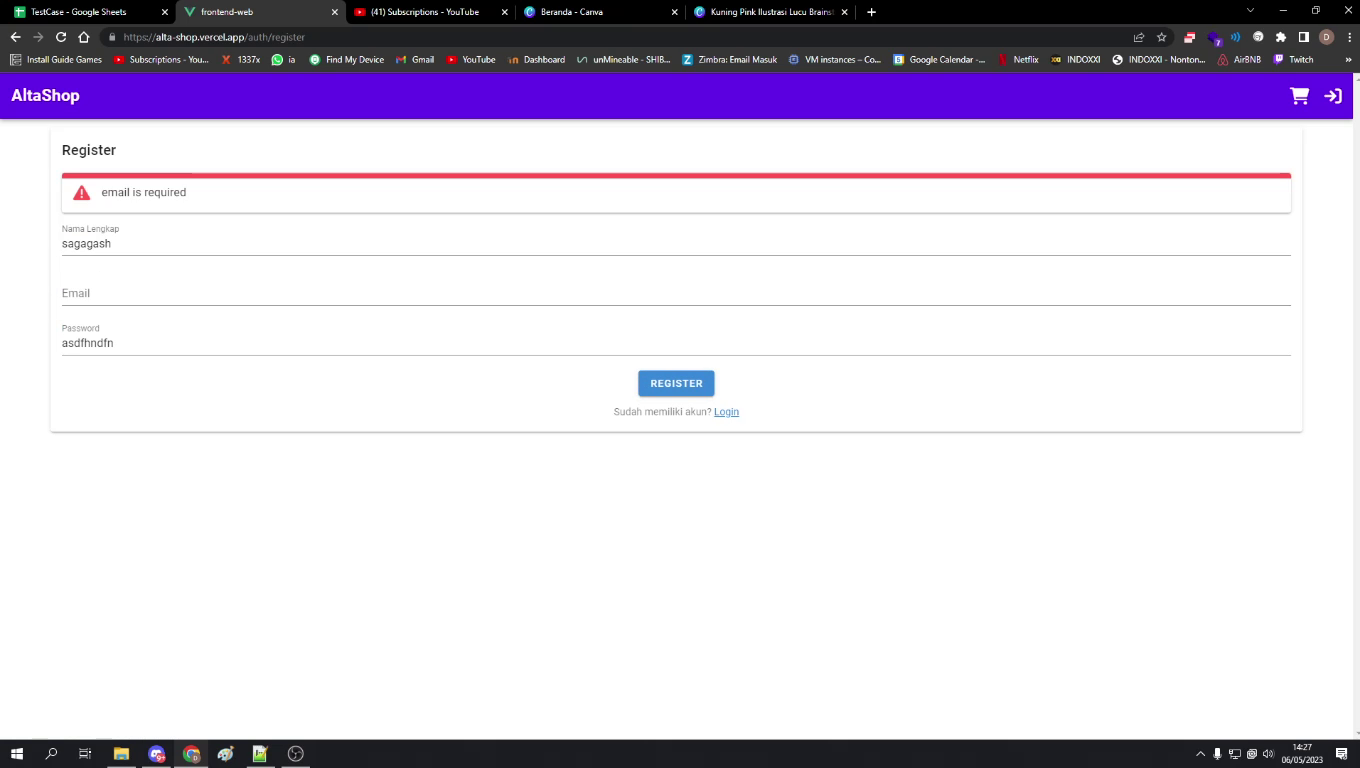 TestCase - Google Sheets
frontend-web
(41) Subscriptions - YouTube
Beranda - Canva
Kuning Pink Ilustrasi Lucu Brains
https://alta-shop.vercel.app/auth/register
7
D
Install Guide Games
Subscriptions - You...
1337x
ia
Find My Device
Gmail
YouTube
Dashboard
unMineable - SHIB...
Zimbra: Email Masuk
VM instances – Co...
Google Calendar -...
Netflix
INDOXXI
INDOXXI - Nonton...
AirBNB
Twitch
»
AltaShop
Register
email is required
Nama Lengkap
sagagash
Email
Password
asdfhndfn
REGISTER
Sudah memiliki akun? Login
14:27
06/05/2023